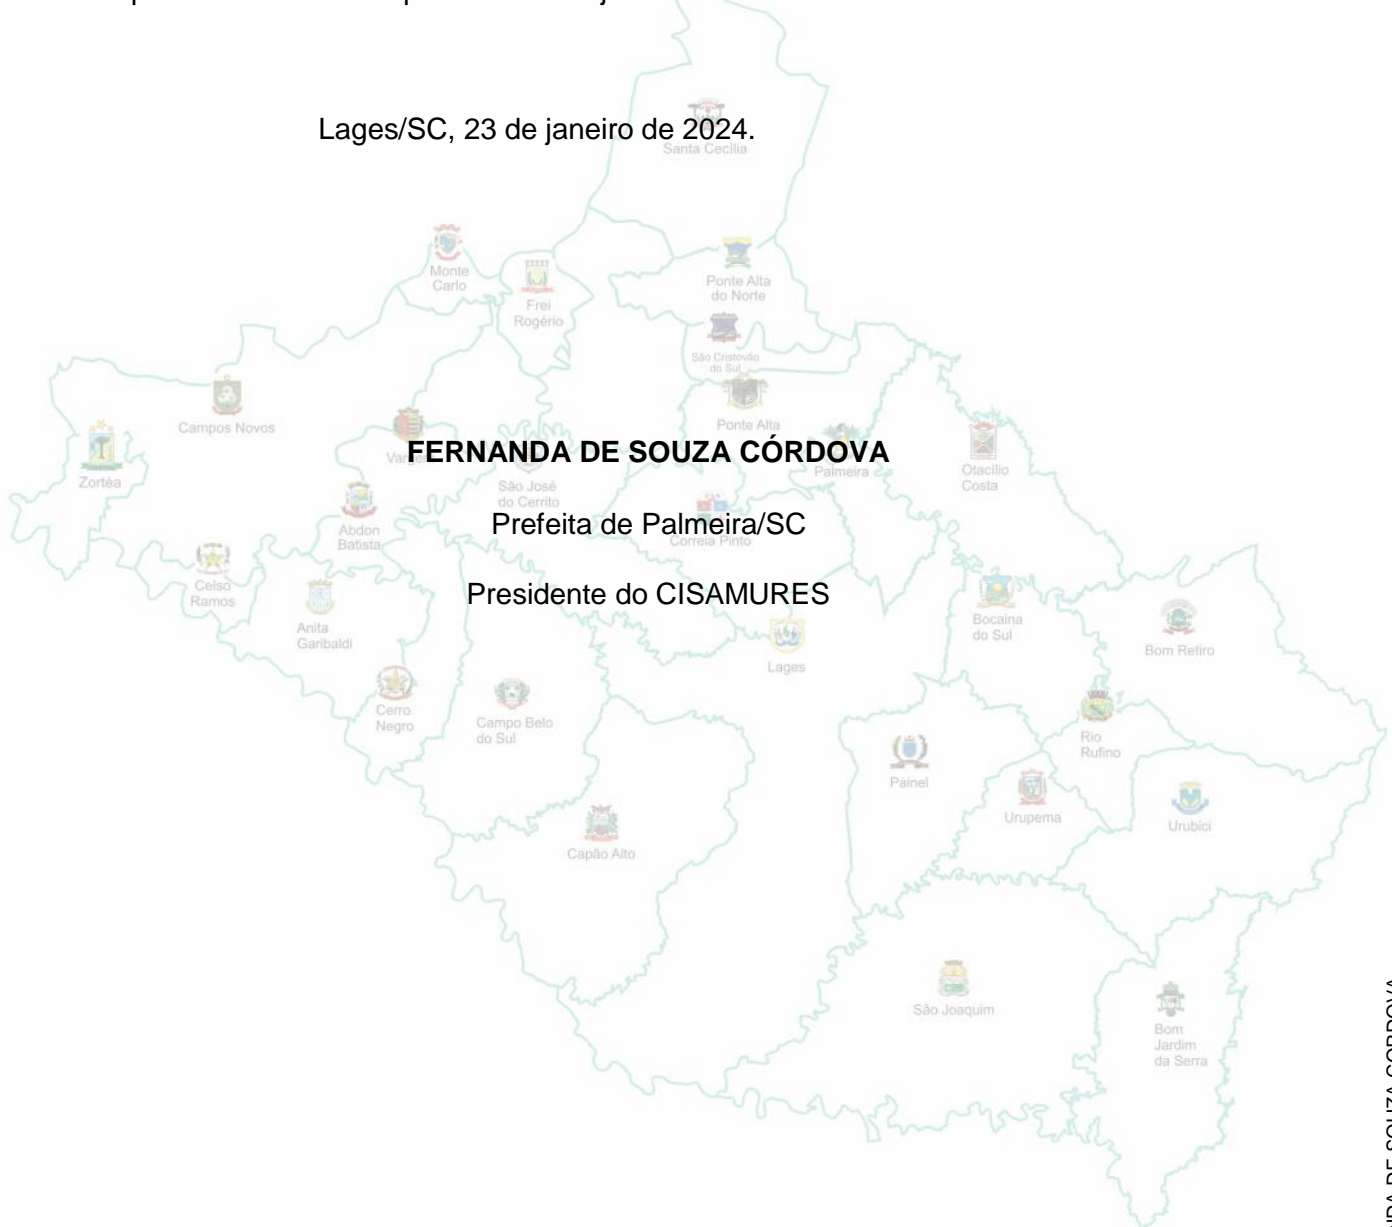 Lages/SC, 23 de janeiro de 2024.
Santa Cecília
Monte
Carlo
Frei
Rogério
Ponte Alta
do Norte
São Cristovão
do Sul
Campos Novos
Ponte Alta
FERNANDA DE SOUZA CÓRDOVA
Palmeira
Otacílio
Costa
Zortéa
São José
do Cerrito
Prefeita de Palmeira/SC
Abdon
Batista
Correia Pinto
Celso
Ramos
Presidente do CISAMURES
Anita
Garibaldi
Bocaina
do Sul
Bom Retiro
Lages
Cerro
Negro
Campo Belo
do Sul
Rio
Rufino
Painel
Urupema
Urubici
Capão Alto
São Joaquim
Bom
Jardim
da Serra
DE SOUZA CORDOVA